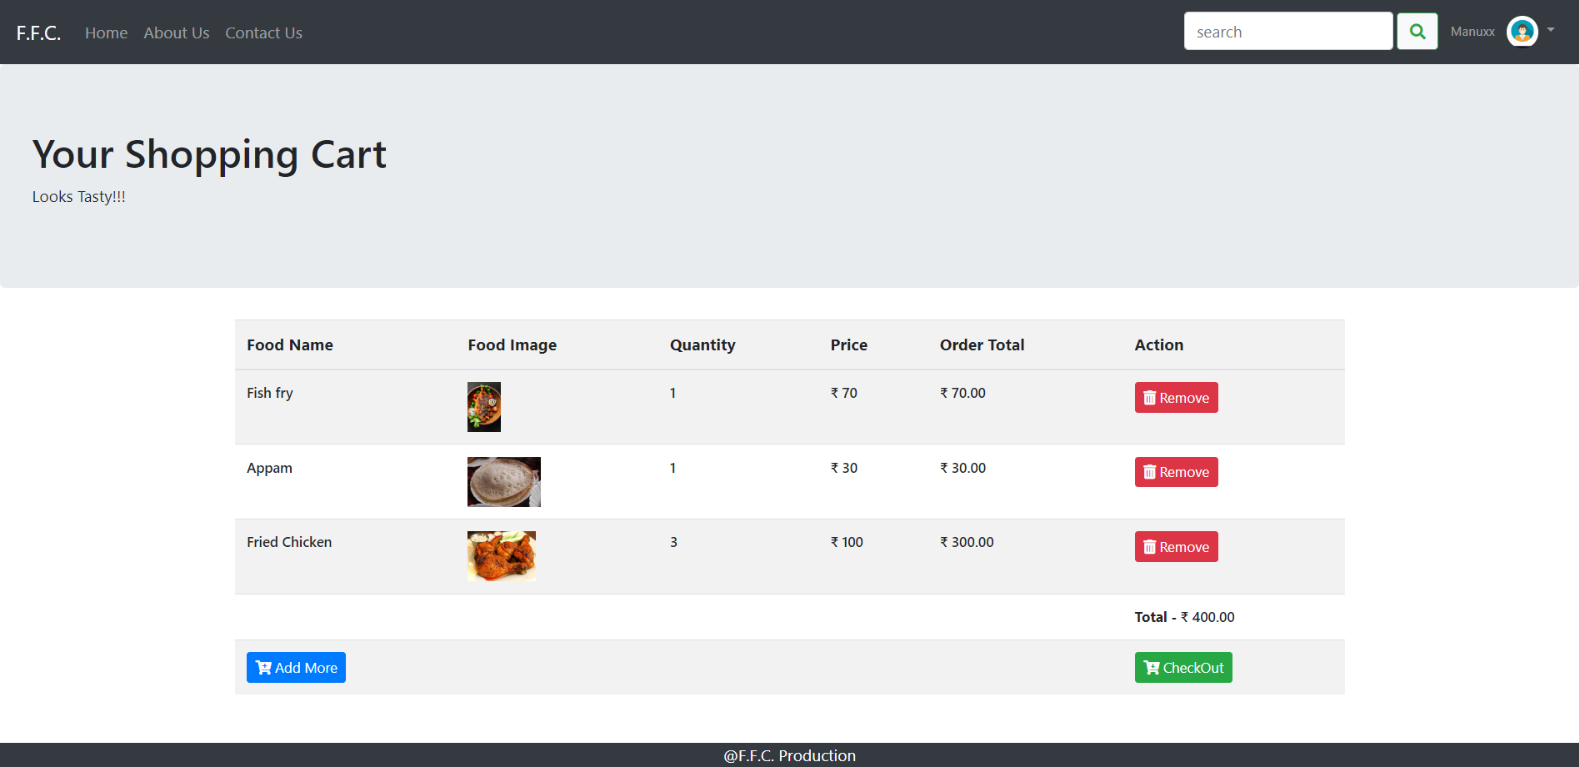 F.F.C. Home About Us Contact Us search Manuxx
Your Shopping Cart
Looks Tasty!!!
Food Name Food Image Quantity Price Order Total Action
Fish fry 1 ₹ 70 ₹ 70.00 Remove
Appam 1 ₹ 30 ₹ 30.00 Remove
Fried Chicken 3 ₹ 100 ₹ 300.00 Remove
Total - ₹ 400.00
Add More CheckOut
@F.F.C. Production